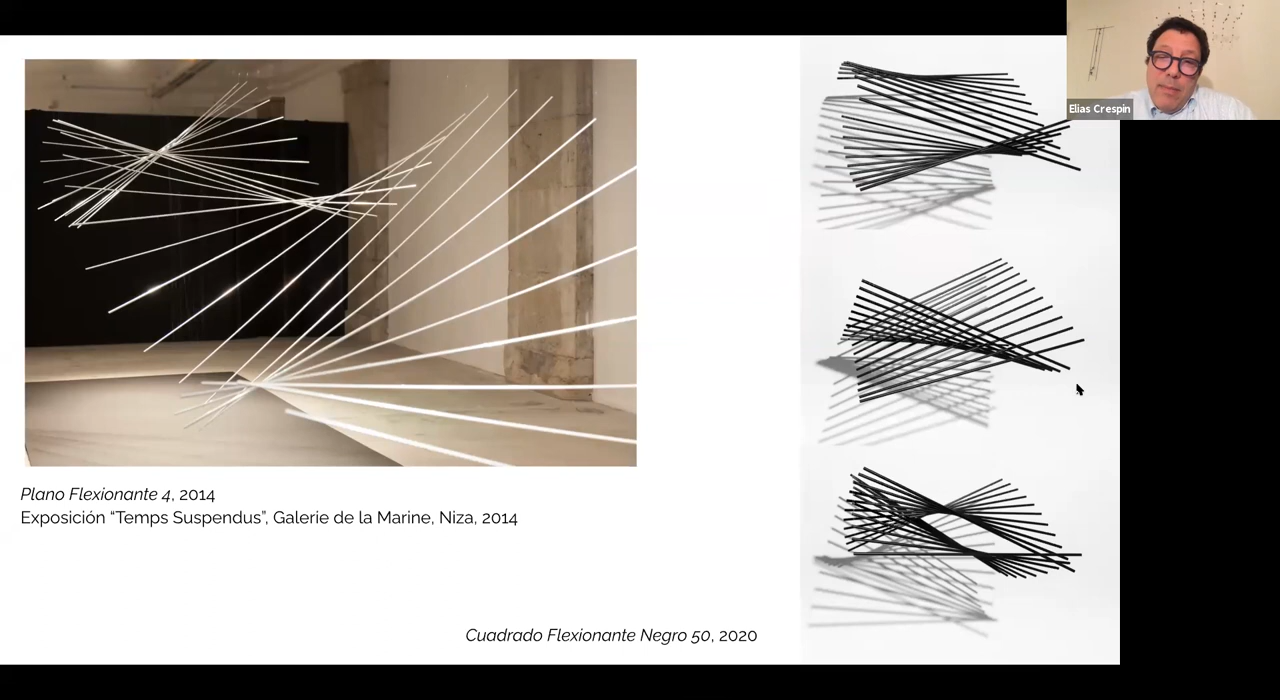 Elias Crespin
Plano Flexionante 4, 2014
Exposición “Temps Suspendus”, Galerie de la Marine, Niza, 2014
Cuadrado Flexionante Negro 50, 2020